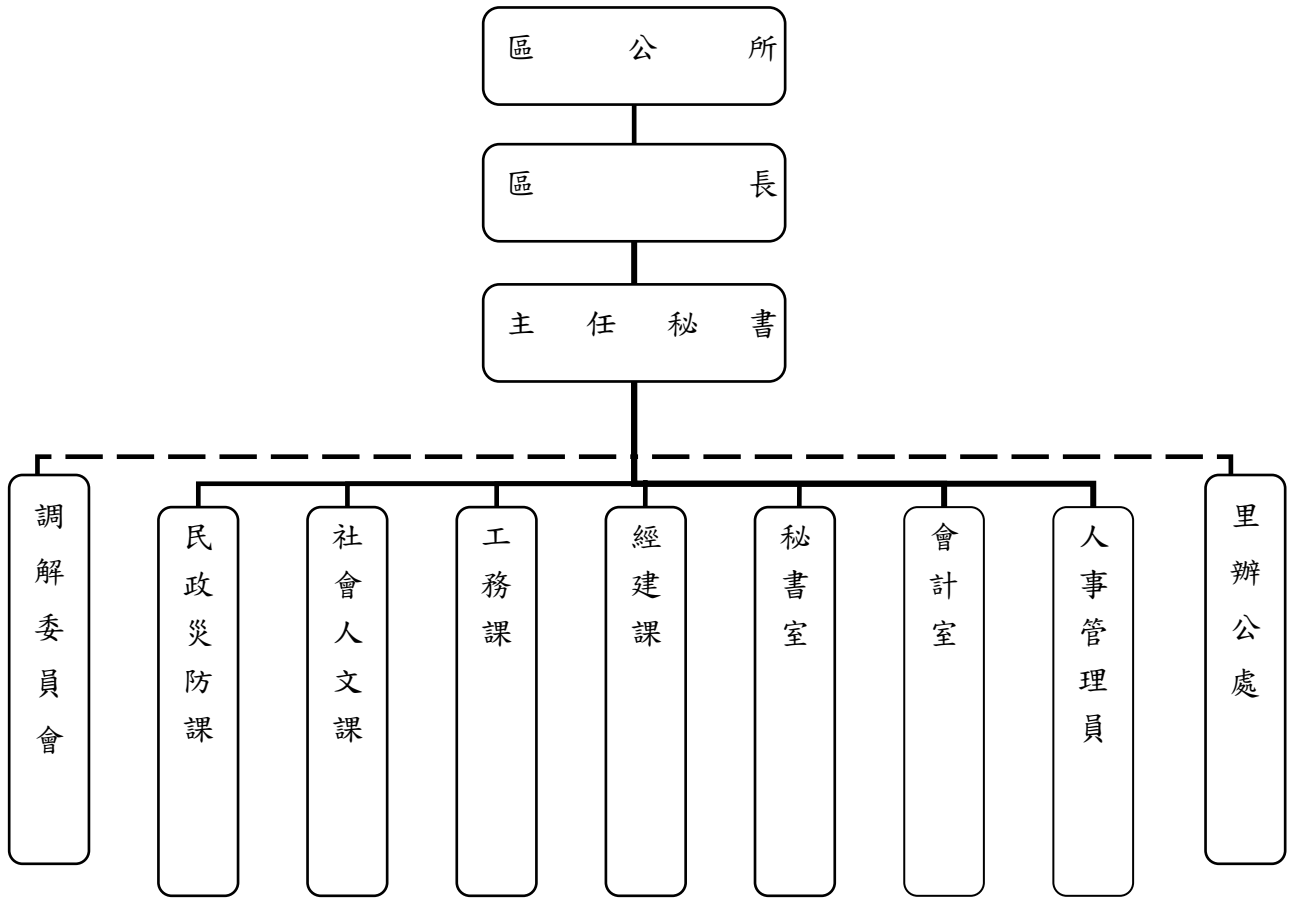 區公所
區長
主任秘書
調解委員會
民政災防課
社會人文課
工務課
經建課
秘書室
會計室
人事管理員
里辦公處